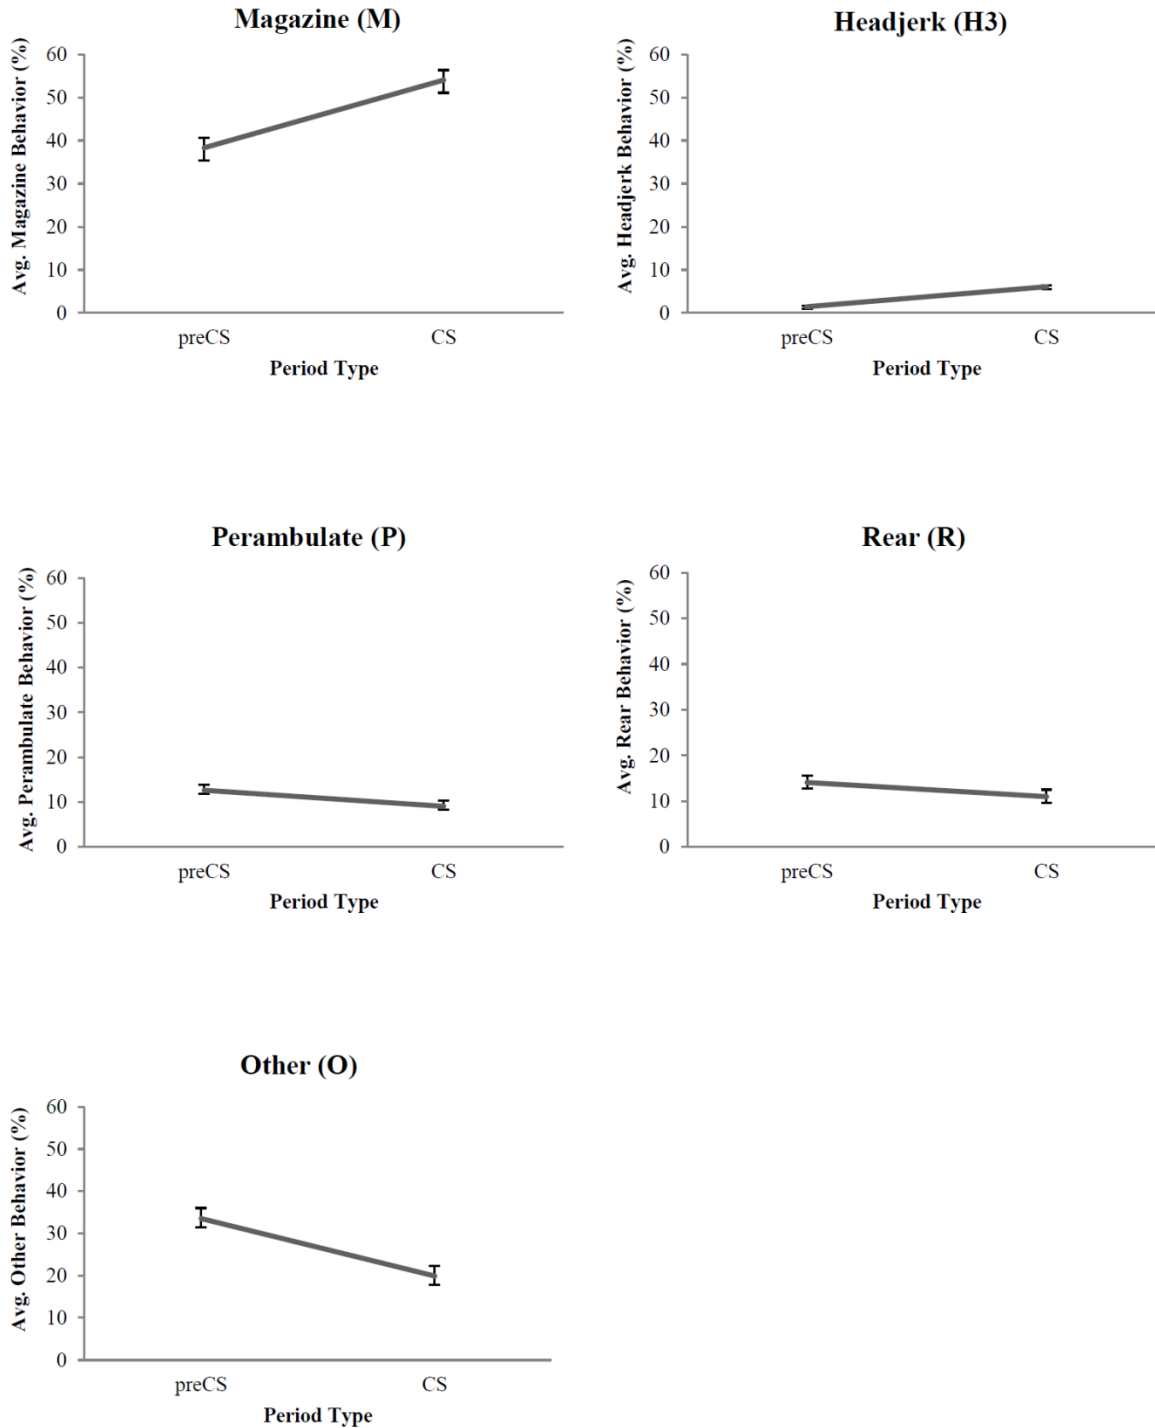 Magazine (M)
Avg. Magazine Behavior (%)
60
50
40
30
20
10
0
preCS CS
Period Type
Headjerk (H3)
Avg. Headjerk Behavior (%)
60
50
40
30
20
10
0
preCS CS
Period Type
Perambulate (P)
Avg. Perambulate Behavior (%)
60
50
40
30
20
10
0
preCS CS
Period Type
Rear (R)
Avg. Rear Behavior (%)
60
50
40
30
20
10
0
preCS CS
Period Type
Other (O)
Avg. Other Behavior (%)
60
50
40
30
20
10
0
preCS CS
Period Type